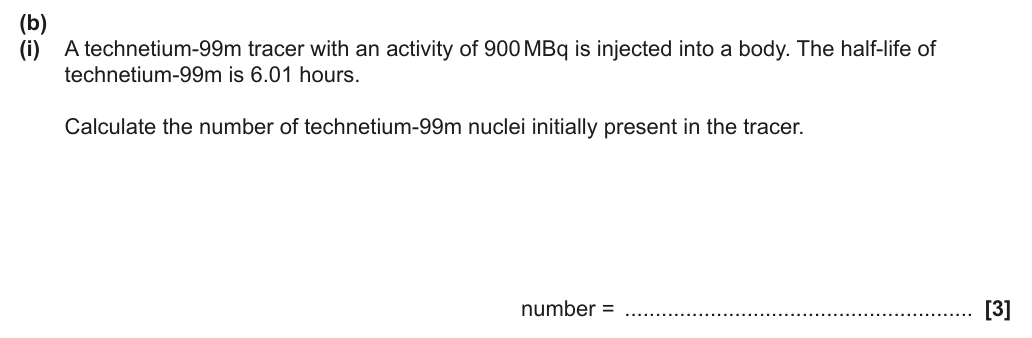 (b)
(i) A technetium-99m tracer with an activity of 900 MBq is injected into a body. The half-life of
technetium-99m is 6.01 hours.
Calculate the number of technetium-99m nuclei initially present in the tracer.
number = ......................................................... [3]